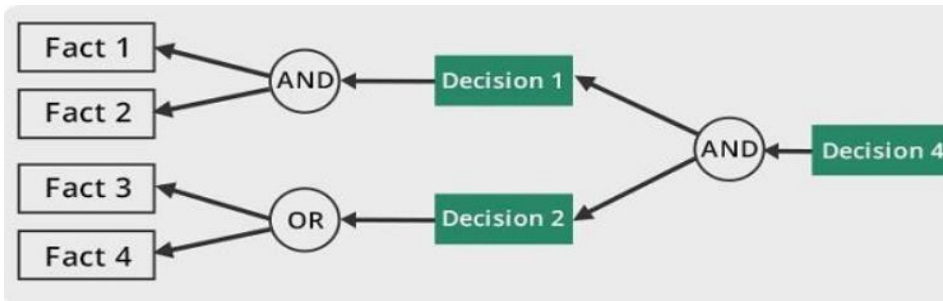 Fact 1
Fact 2
AND
Decision 1
Fact 3
Fact 4
OR
Decision 2
AND
Decision 4